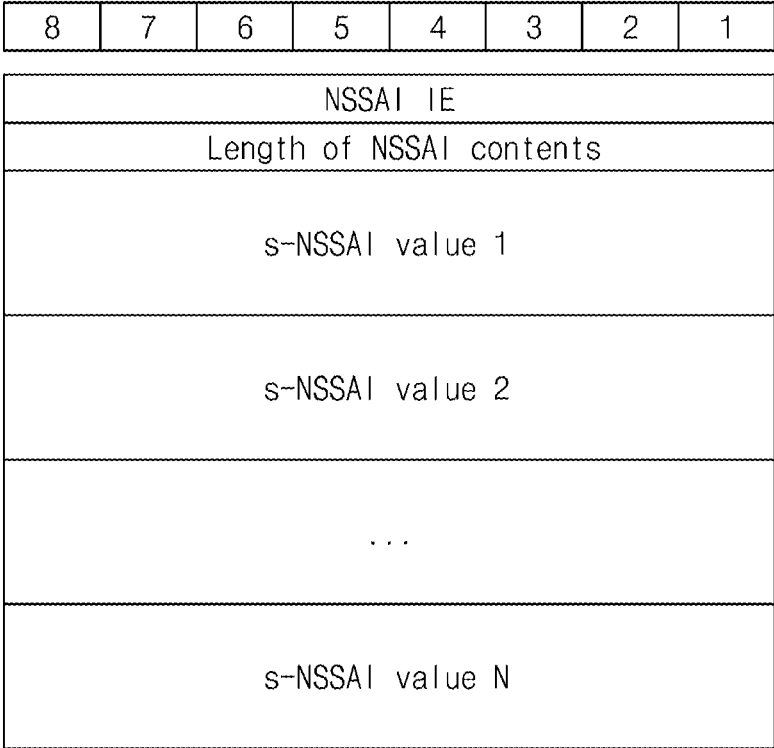 8 7 6 5 4 3 2 1
NSSAI IE
Length of NSSAI contents
s-NSSAI value 1
s-NSSAI value 2
...
s-NSSAI value N